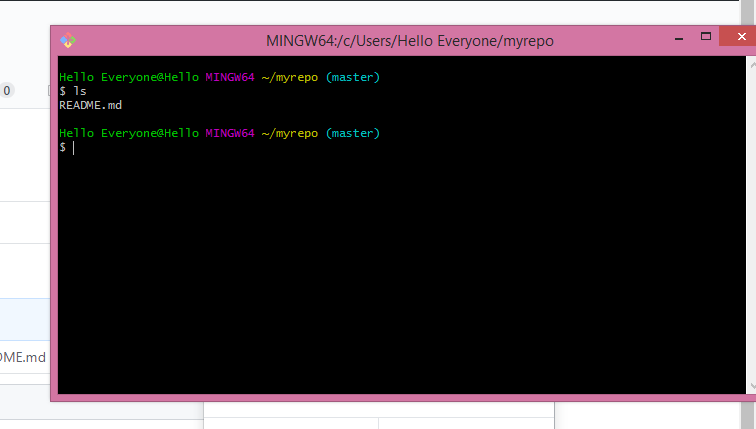 MINGW64:/c/Users/Hello Everyone/myrepo
0
Hello Everyone@Hello MINGW64 ~/myrepo (master)
$ ls
README.md
Hello Everyone@Hello MINGW64 ~/myrepo (master)
$
OME.md